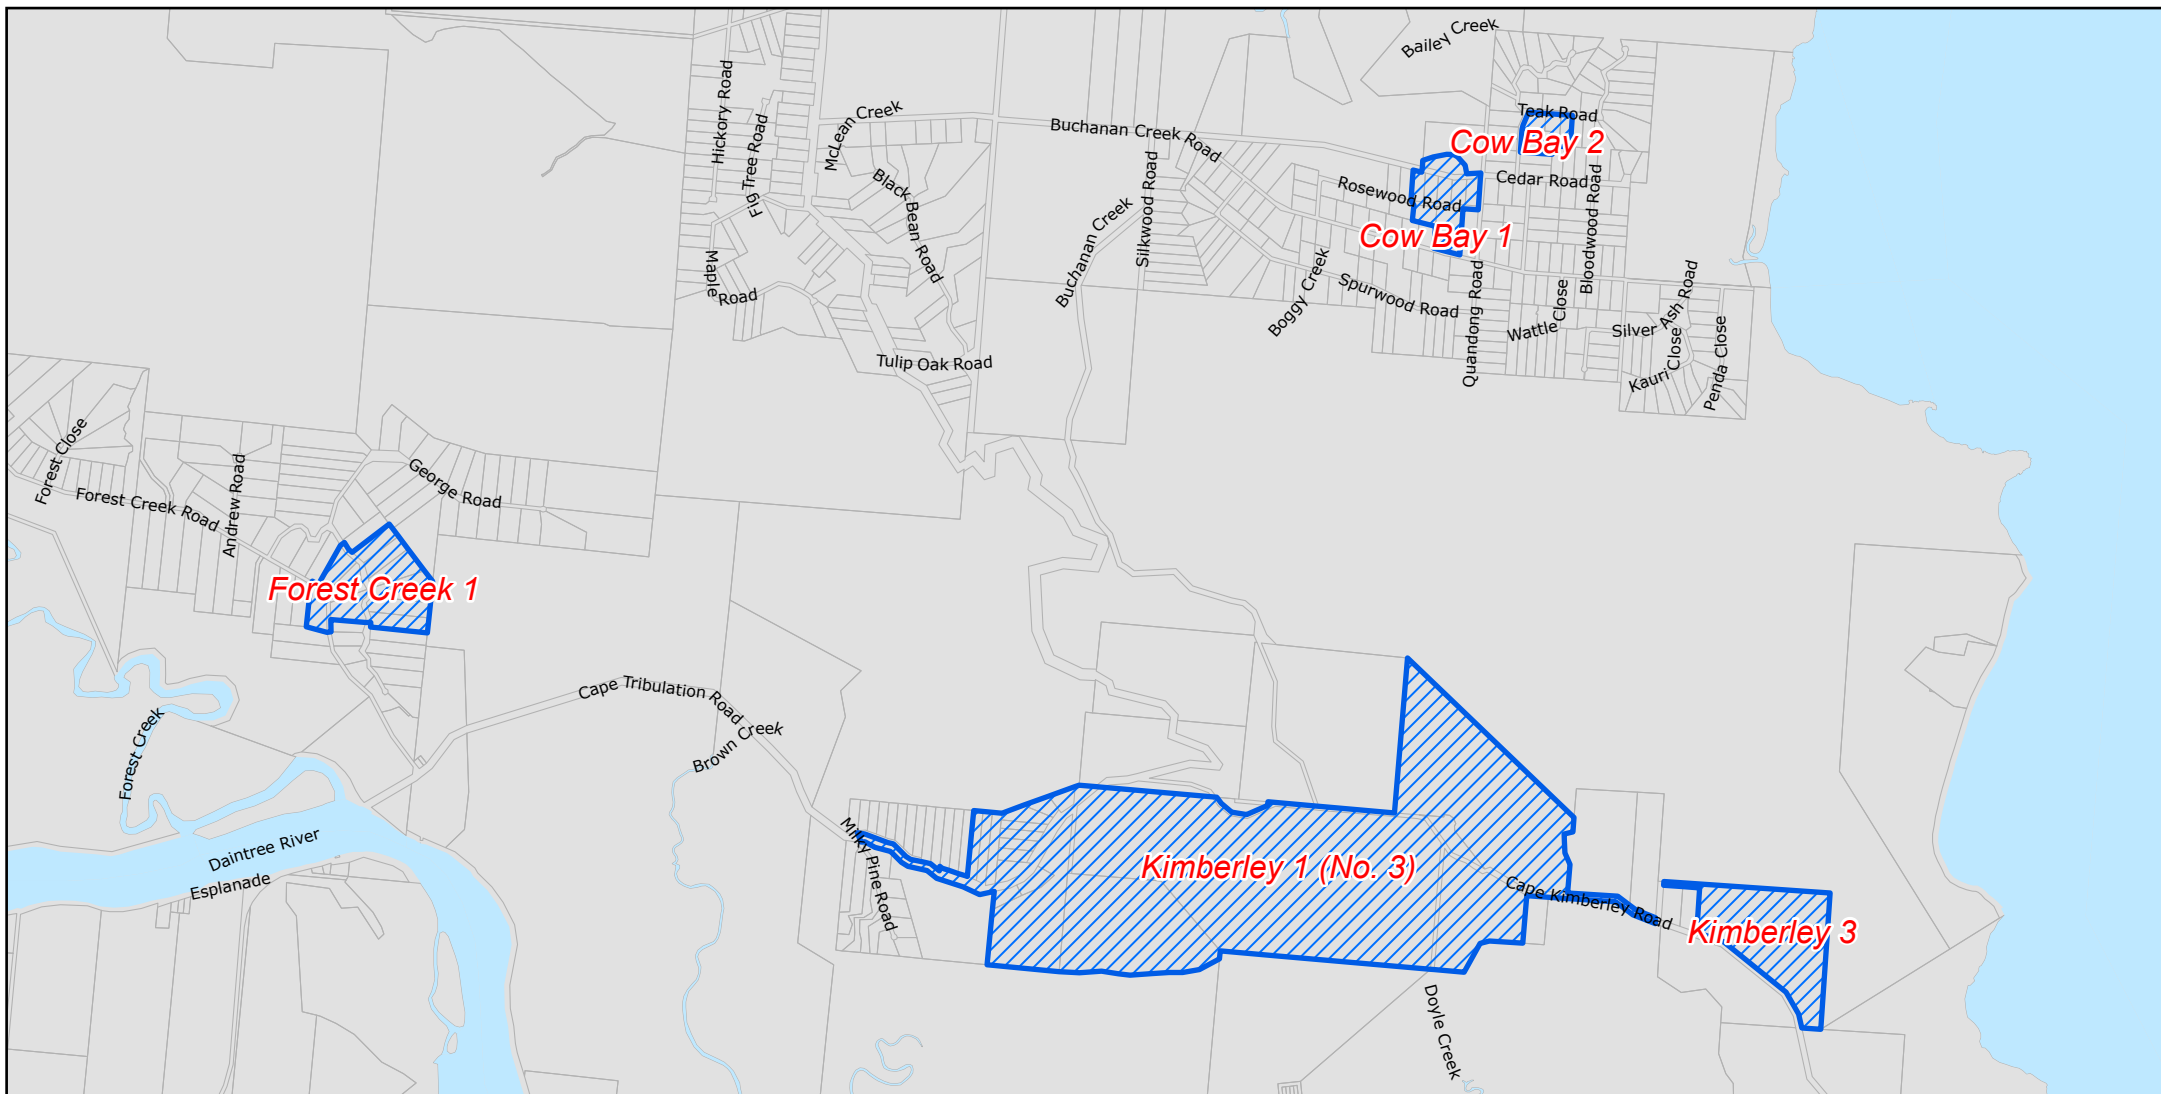 Bailey Creek
Hickory Road
Fig Tree Road
McLean Creek
Buchanan Creek Road
Teak Road
Cow Bay 2
Black Bean Road
Silkwood Road
Rosewood Road
Cedar Road
Bloodwood Road
Cow Bay 1
Maple Road
Buchanan Creek
Boggy Creek
Spurwood Road
Quandong Road
Wattle Close
Silver Ash Road
Kauri Close
Penda Close
Tulip Oak Road
Forest Close
Forest Creek Road
Andrew Road
George Road
Forest Creek 1
Cape Tribulation Road
Brown Creek
Forest Creek
Daintree River
Esplanade
Milky Pine Road
Kimberley 1 (No. 3)
Cape Kimberley Road
Kimberley 3
Doyle Creek